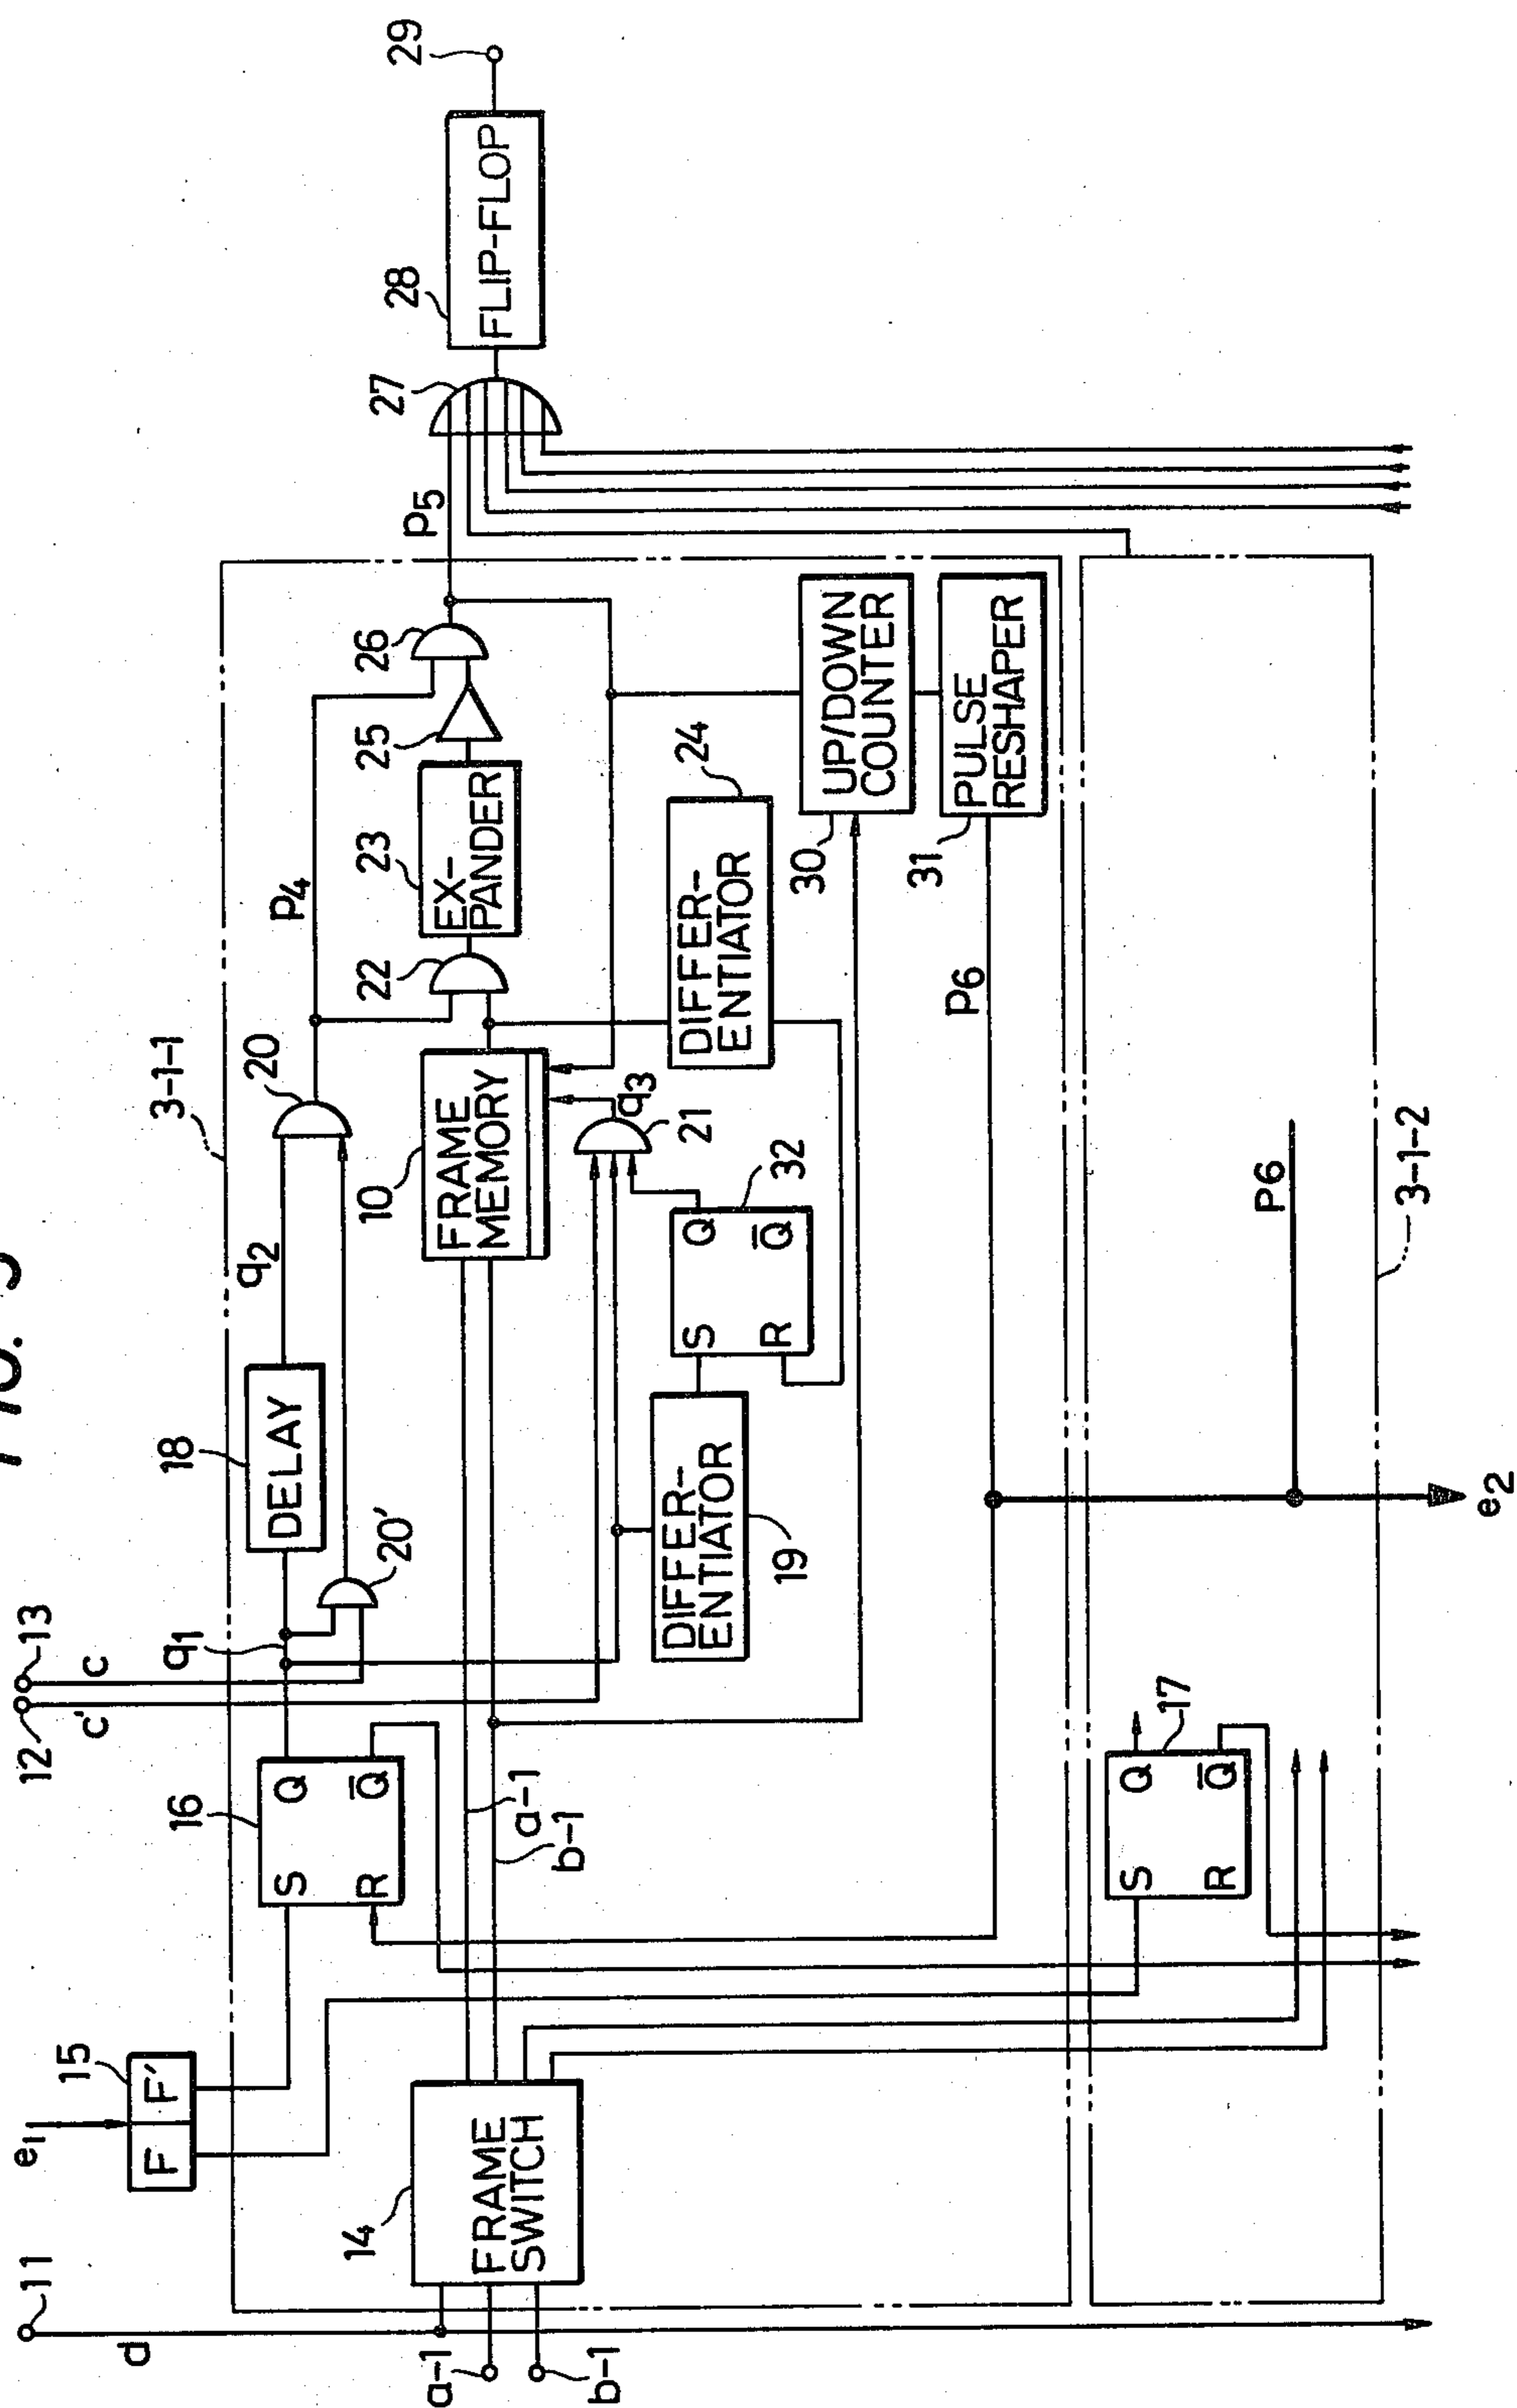 FIG. 5
11
d
e1
15
F F'
12
13
c'
c
16
S Q
R Q̅
q1
18
DELAY
q2
20'
20
3-1-1
P4
P5
27
28
FLIP-FLOP
29
14
FRAME
SWITCH
a-1
b-1
a-1
b-1
10
FRAME
MEMORY
22
23
EX-
PANDER
25
26
q3
21
19
DIFFER-
ENTIATOR
32
S Q
R Q̅
24
DIFFER-
ENTIATOR
30
UP/DOWN
COUNTER
31
PULSE
RESHAPER
P6
17
S Q
R Q̅
P6
3-1-2
e2